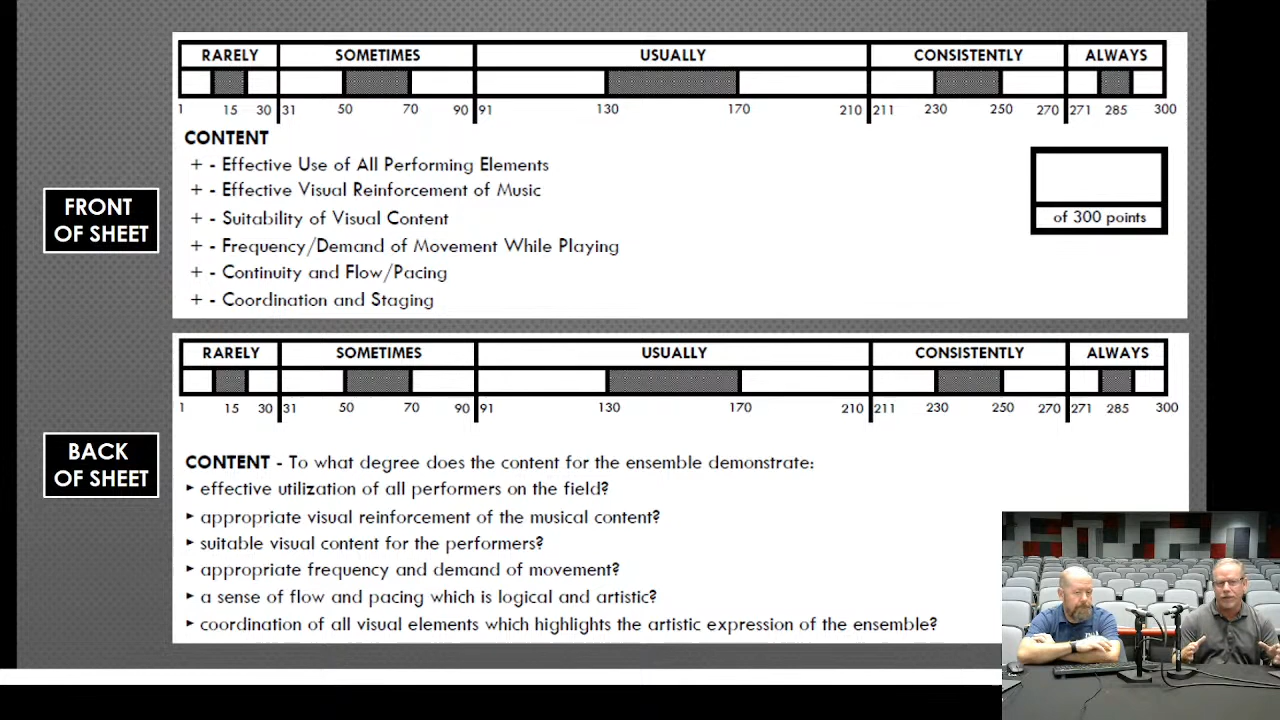 RARELY SOMETIMES USUALLY CONSISTENTLY ALWAYS
1 15 30 31 50 70 90 91 130 170 210 211 230 250 270 271 285 300
CONTENT
+ - Effective Use of All Performing Elements
+ - Effective Visual Reinforcement of Music
+ - Suitability of Visual Content
+ - Frequency/Demand of Movement While Playing
+ - Continuity and Flow/Pacing
+ - Coordination and Staging
of 300 points
FRONT
OF SHEET
RARELY SOMETIMES USUALLY CONSISTENTLY ALWAYS
1 15 30 31 50 70 90 91 130 170 210 211 230 250 270 271 285 300
BACK
OF SHEET
CONTENT - To what degree does the content for the ensemble demonstrate:
‣ effective utilization of all performers on the field?
‣ appropriate visual reinforcement of the musical content?
‣ suitable visual content for the performers?
‣ appropriate frequency and demand of movement?
‣ a sense of flow and pacing which is logical and artistic?
‣ coordination of all visual elements which highlights the artistic expression of the ensemble?